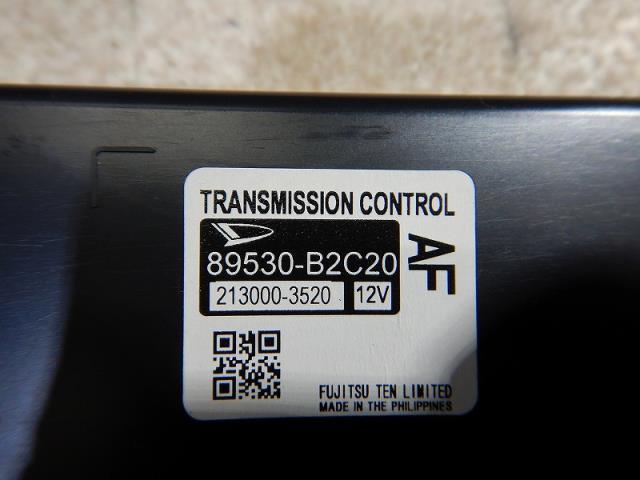 TRANSMISSION CONTROL
AF
89530-B2C20
213000-3520 12V
FUJITSU TEN LIMITED
MADE IN THE PHILIPPINES